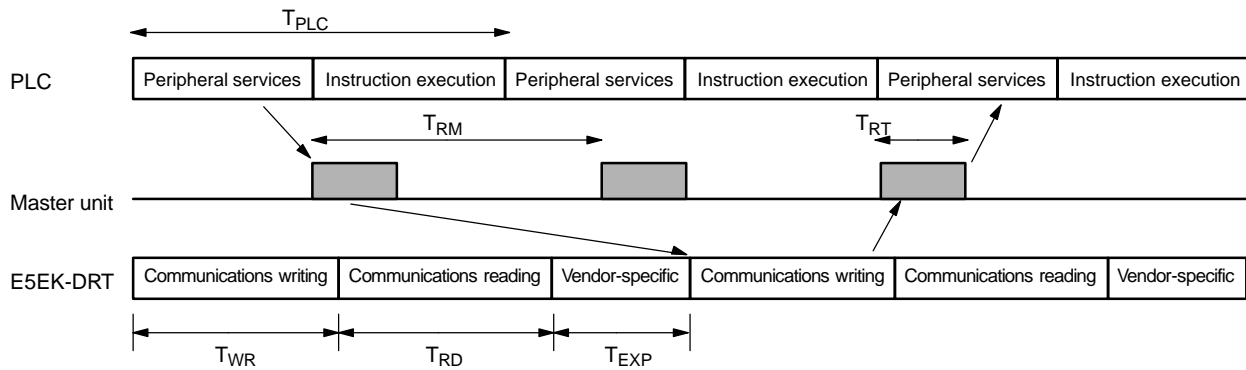 TPLC
PLC Peripheral services Instruction execution Peripheral services Instruction execution Peripheral services Instruction execution
TRM TRT
Master unit
E5EK-DRT Communications writing Communications reading Vendor-specific Communications writing Communications reading Vendor-specific
TWR TRD TEXP